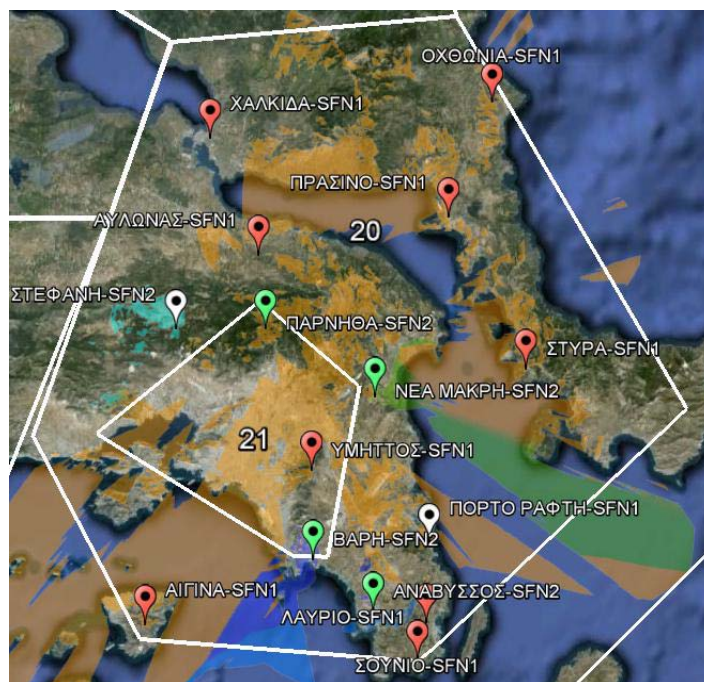 ΟΧΘΩΝΙΑ-SFN1
ΧΑΛΚΙΔΑ-SFN1
ΠΡΑΣΙΝΟ-SFN1
ΑΥΛΩΝΑΣ-SFN1
20
ΣΤΕΦΑΝΗ-SFN2
ΠΑΡΝΗΘΑ-SFN2
ΣΤΥΡΑ-SFN1
ΝΕΑ ΜΑΚΡΗ-SFN2
21
ΥΜΗΤΤΟΣ-SFN1
ΠΟΡΤΟ ΡΑΦΤΗ-SFN1
ΒΑΡΗ-SFN2
ΑΙΓΙΝΑ-SFN1
ΑΝΑΒΥΣΣΟΣ-SFN2
ΛΑΥΡΙΟ-SFN1
ΣΟΥΝΙΟ-SFN1